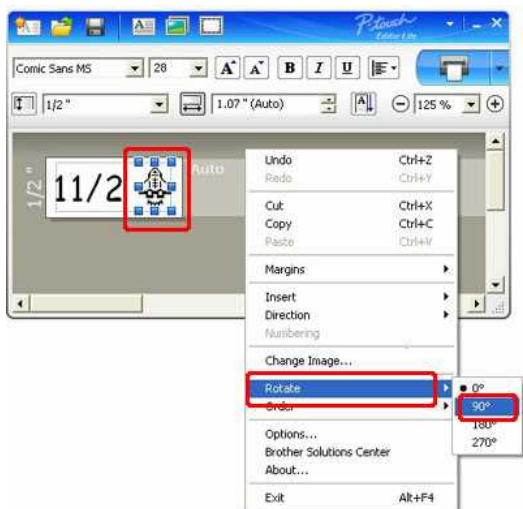 P-touch
Editor Lite
Comic Sans MS 28 A A B I U
1/2" 1.07" (Auto) A 125 %
1/2" 11/2 Auto
Undo Ctrl+Z
Redo Ctrl+Y
Cut Ctrl+X
Copy Ctrl+C
Paste Ctrl+V
Margins
Insert
Direction
Numbering
Change Image...
Rotate
Order
Options...
Brother Solutions Center
About...
Exit Alt+F4
0°
90°
180°
270°